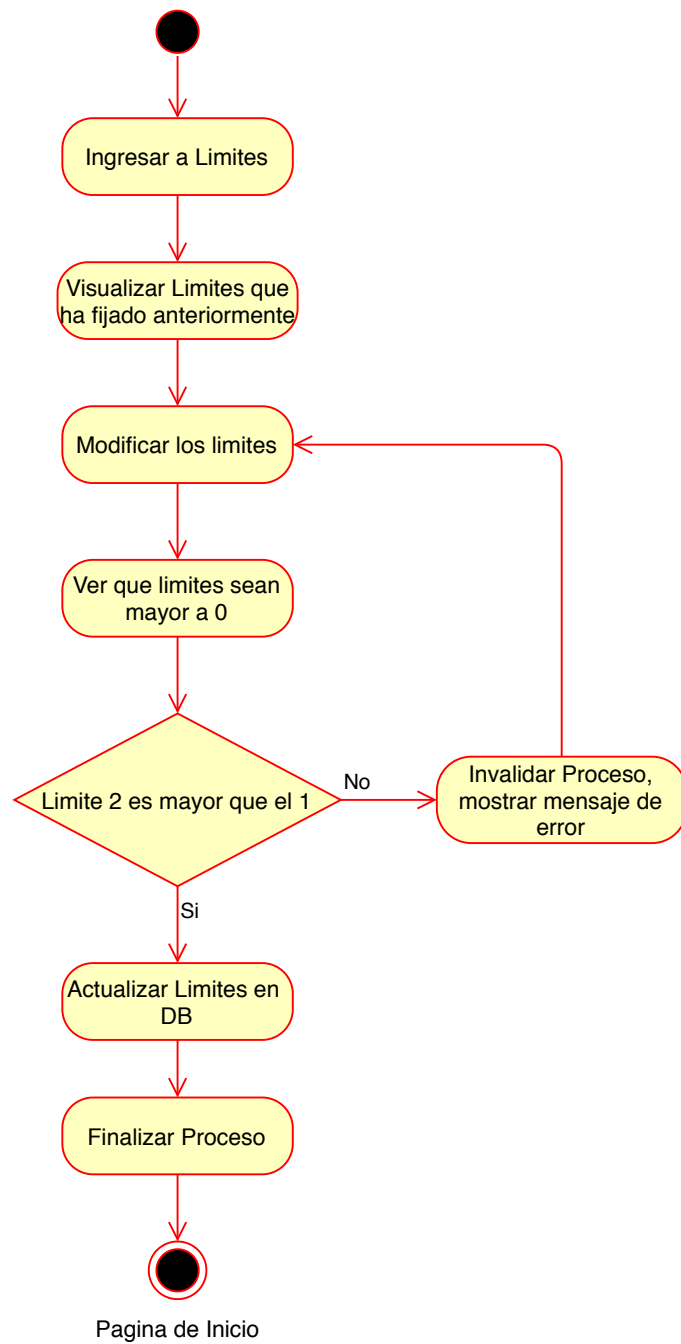 Ingresar a Limites
Visualizar Limites que
ha fijado anteriormente
Modificar los limites
Ver que limites sean
mayor a 0
Limite 2 es mayor que el 1
No
Invalidar Proceso,
mostrar mensaje de
error
Si
Actualizar Limites en
DB
Finalizar Proceso
Pagina de Inicio